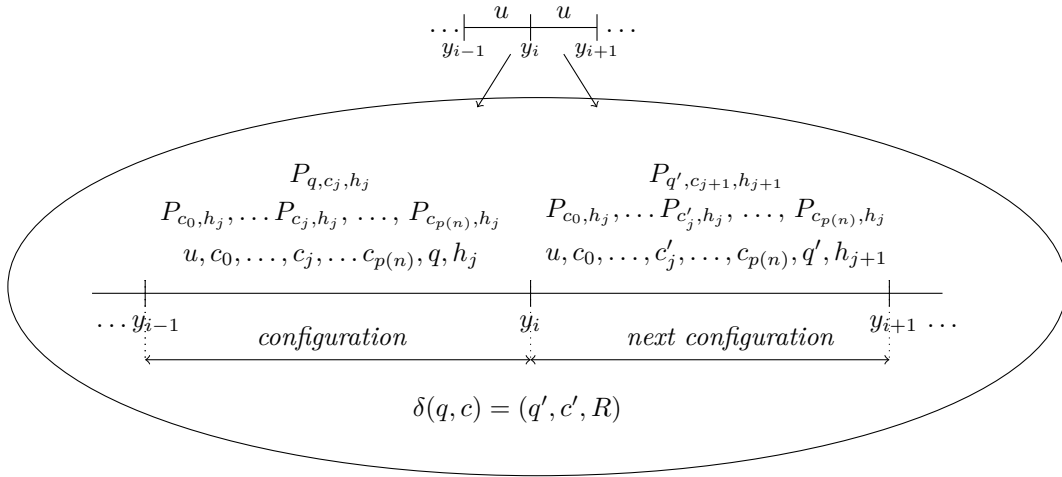 u u
… y_{i−1} y_i y_{i+1} …
P_{q,c_j,h_j} P_{q',c_{j+1},h_{j+1}}
P_{c_0,h_j}, … P_{c_j,h_j}, …, P_{c_{p(n)},h_j} P_{c_0,h_j}, … P_{c'_j,h_j}, …, P_{c_{p(n)},h_j}
u, c_0, …, c_j, … c_{p(n)}, q, h_j u, c_0, …, c'_j, …, c_{p(n)}, q', h_{j+1}
… y_{i−1} y_i y_{i+1} …
configuration next configuration
δ(q, c) = (q', c', R)